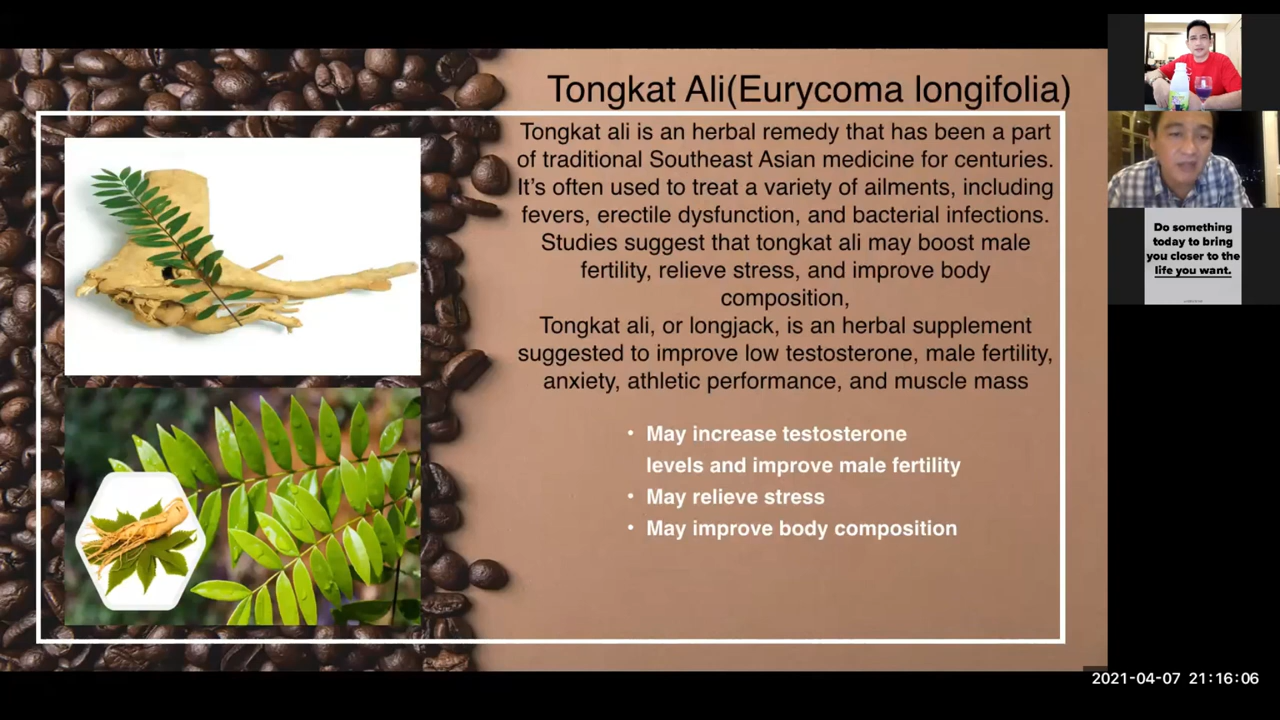 Tongkat Ali(Eurycoma longifolia)
Tongkat ali is an herbal remedy that has been a part
of traditional Southeast Asian medicine for centuries.
It’s often used to treat a variety of ailments, including
fevers, erectile dysfunction, and bacterial infections.
Studies suggest that tongkat ali may boost male
fertility, relieve stress, and improve body
composition,
Tongkat ali, or longjack, is an herbal supplement
suggested to improve low testosterone, male fertility,
anxiety, athletic performance, and muscle mass
• May increase testosterone
levels and improve male fertility
• May relieve stress
• May improve body composition
Do something
today to bring
you closer to the
life you want.
2021-04-07 21:16:06